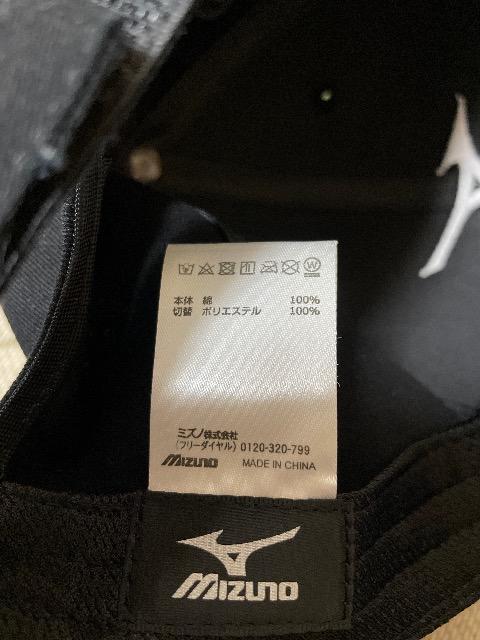 本体 綿 100%
切替 ポリエステル 100%
ミズノ株式会社
(フリーダイヤル) 0120-320-799
MIZUNO MADE IN CHINA
MIZUNO